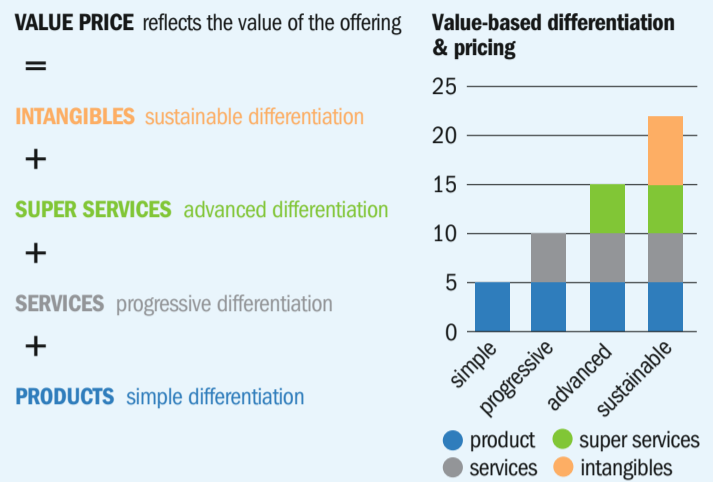 VALUE PRICE reflects the value of the offering
=
INTANGIBLES sustainable differentiation
+
SUPER SERVICES advanced differentiation
+
SERVICES progressive differentiation
+
PRODUCTS simple differentiation
Value-based differentiation
& pricing
25
20
15
10
5
0
simple
progressive
advanced
sustainable
product
super services
services
intangibles